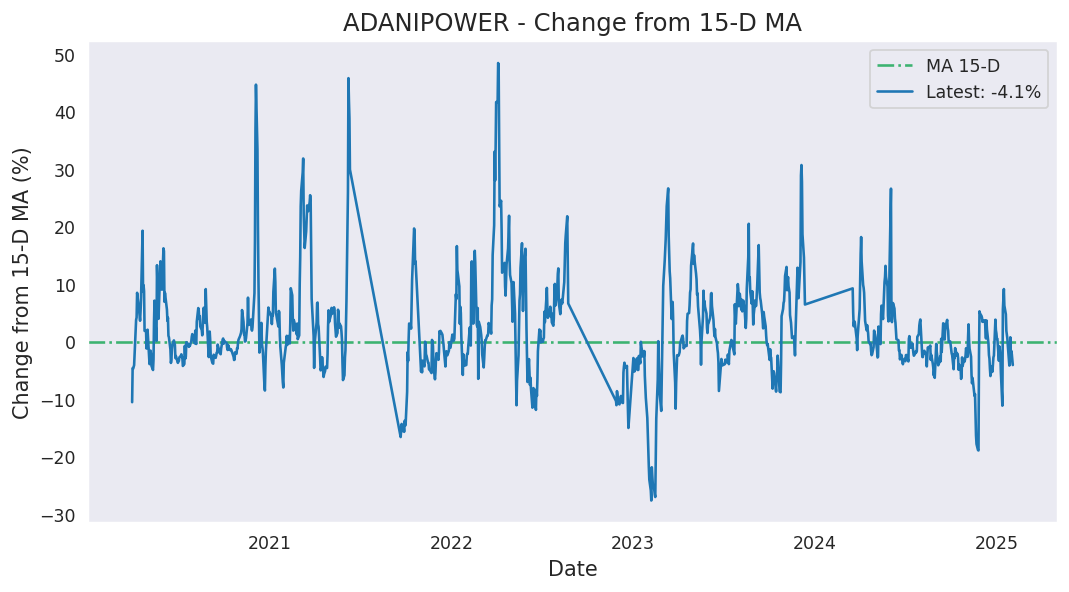 ADANIPOWER - Change from 15-D MA
Change from 15-D MA (%)
50
40
30
20
10
0
−10
−20
−30
MA 15-D
Latest: -4.1%
2021
2022
2023
2024
2025
Date